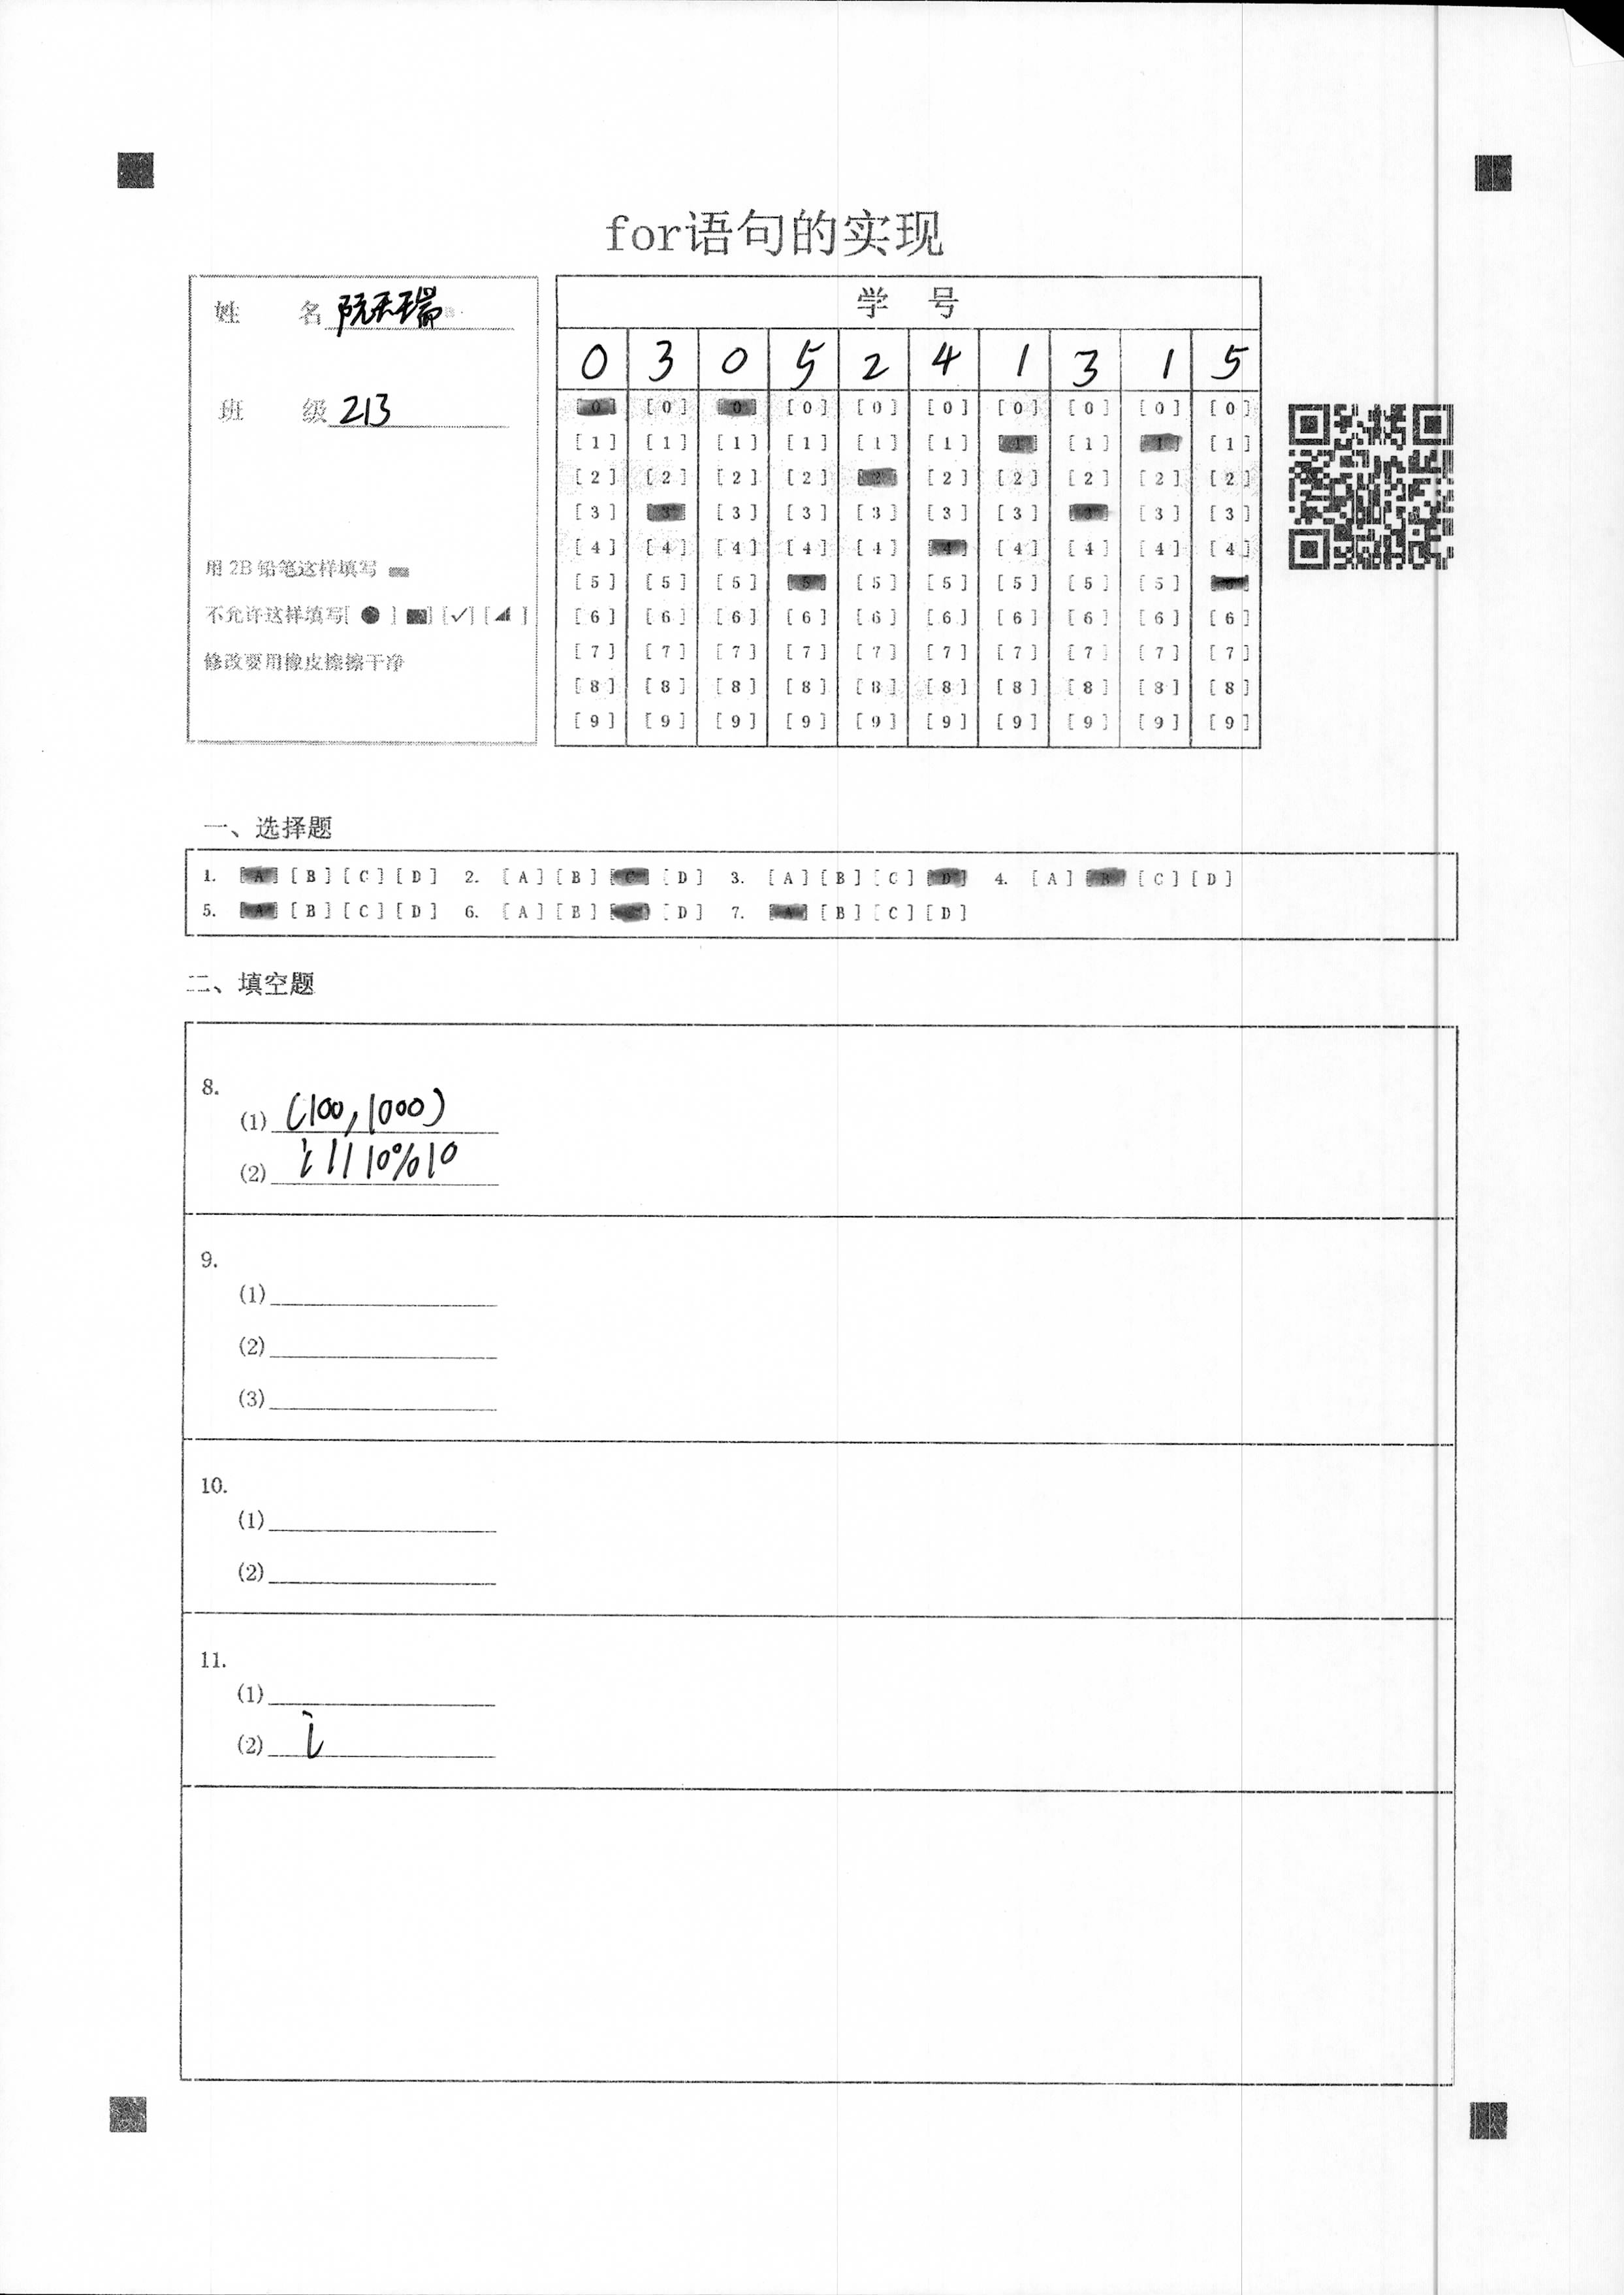 for语句的实现
姓 名 阮禾瑞
班 级 213
用 2B 铅笔这样填写
不允许这样填写[ ● ] [✓] [ ]
修改要用橡皮擦擦干净
学 号
0 3 0 5 2 4 1 3 1 5
[0] [0] [0] [0] [0] [0] [0] [0] [0] [0]
[1] [1] [1] [1] [1] [1] [1] [1] [1] [1]
[2] [2] [2] [2] [2] [2] [2] [2] [2] [2]
[3] [3] [3] [3] [3] [3] [3] [3] [3] [3]
[4] [4] [4] [4] [4] [4] [4] [4] [4] [4]
[5] [5] [5] [5] [5] [5] [5] [5] [5] [5]
[6] [6] [6] [6] [6] [6] [6] [6] [6] [6]
[7] [7] [7] [7] [7] [7] [7] [7] [7] [7]
[8] [8] [8] [8] [8] [8] [8] [8] [8] [8]
[9] [9] [9] [9] [9] [9] [9] [9] [9] [9]
一、选择题
1. [A] [B] [C] [D] 2. [A] [B] [C] [D] 3. [A] [B] [C] [D] 4. [A] [B] [C] [D]
5. [A] [B] [C] [D] 6. [A] [B] [C] [D] 7. [A] [B] [C] [D]
二、填空题
8.
(1) (100,1000)
(2) i//10%10
9.
(1)
(2)
(3)
10.
(1)
(2)
11.
(1)
(2) i